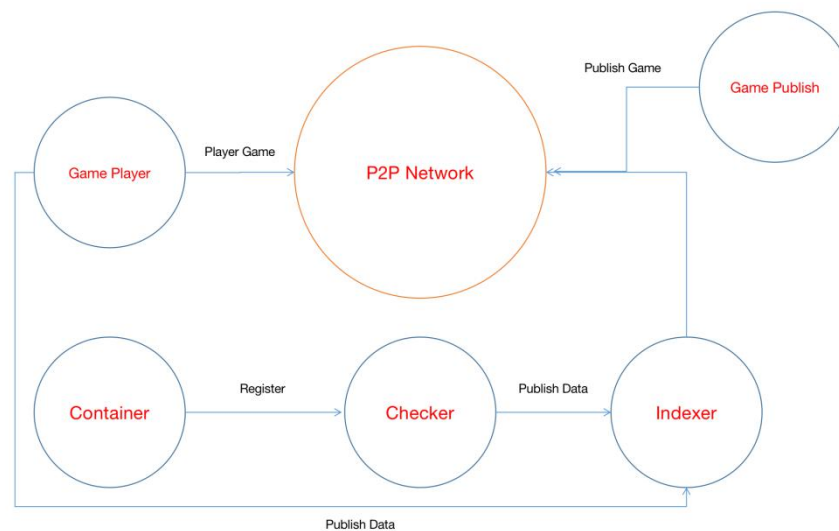 Publish Game
Game Publish
Player Game
Game Player
P2P Network
Register
Publish Data
Container
Checker
Indexer
Publish Data